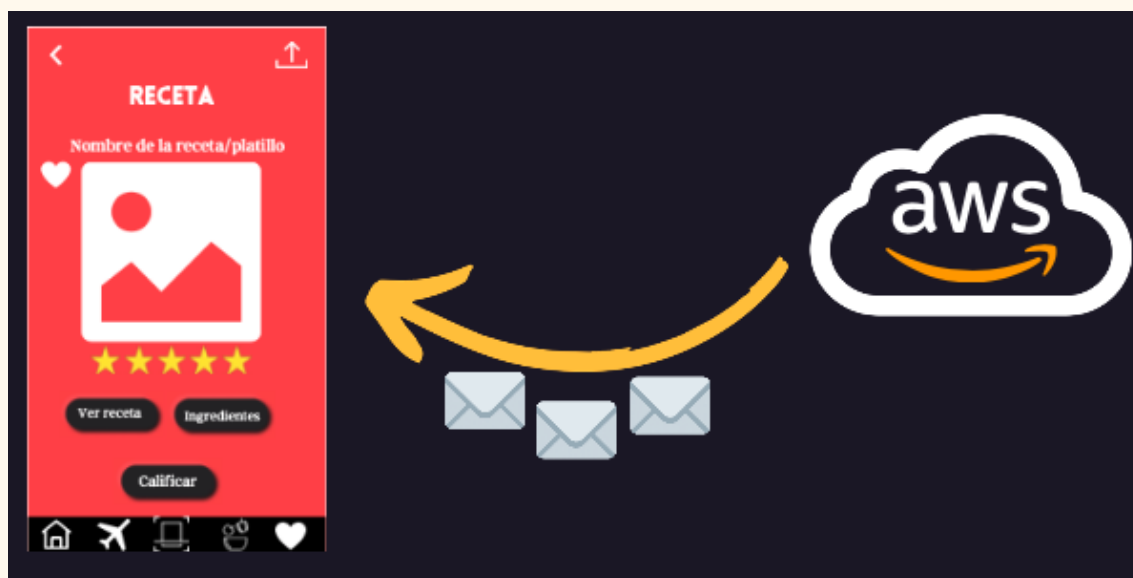 RECETA
Nombre de la receta/platillo
Ver receta
Ingredientes
Calificar
aws